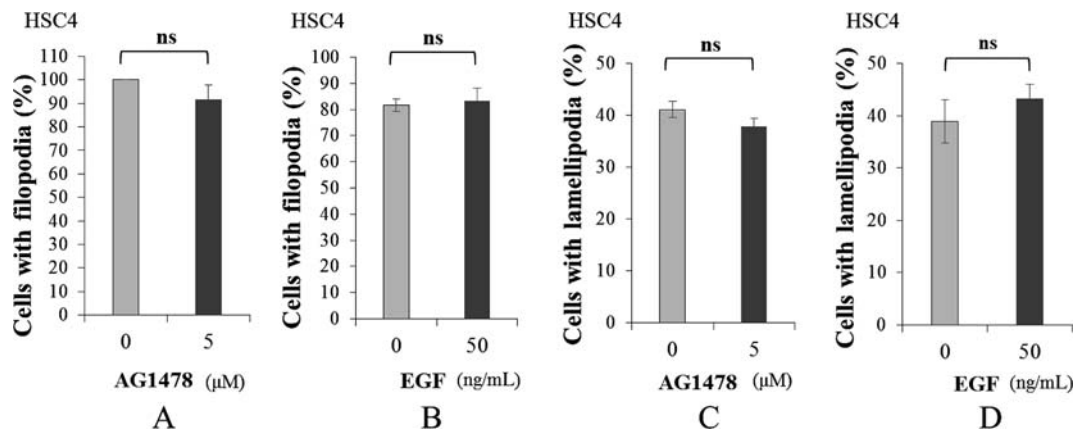 HSC4
ns
Cells with filopodia (%)
110
100
90
80
70
60
50
40
30
20
10
0
0 5
AG1478 (μM)
A
HSC4
ns
Cells with filopodia (%)
100
90
80
70
60
50
40
30
20
10
0
0 50
EGF (ng/mL)
B
HSC4
ns
Cells with lamellipodia (%)
50
40
30
20
10
0
0 5
AG1478 (μM)
C
HSC4
ns
Cells with lamellipodia (%)
50
40
30
20
10
0
0 50
EGF (ng/mL)
D